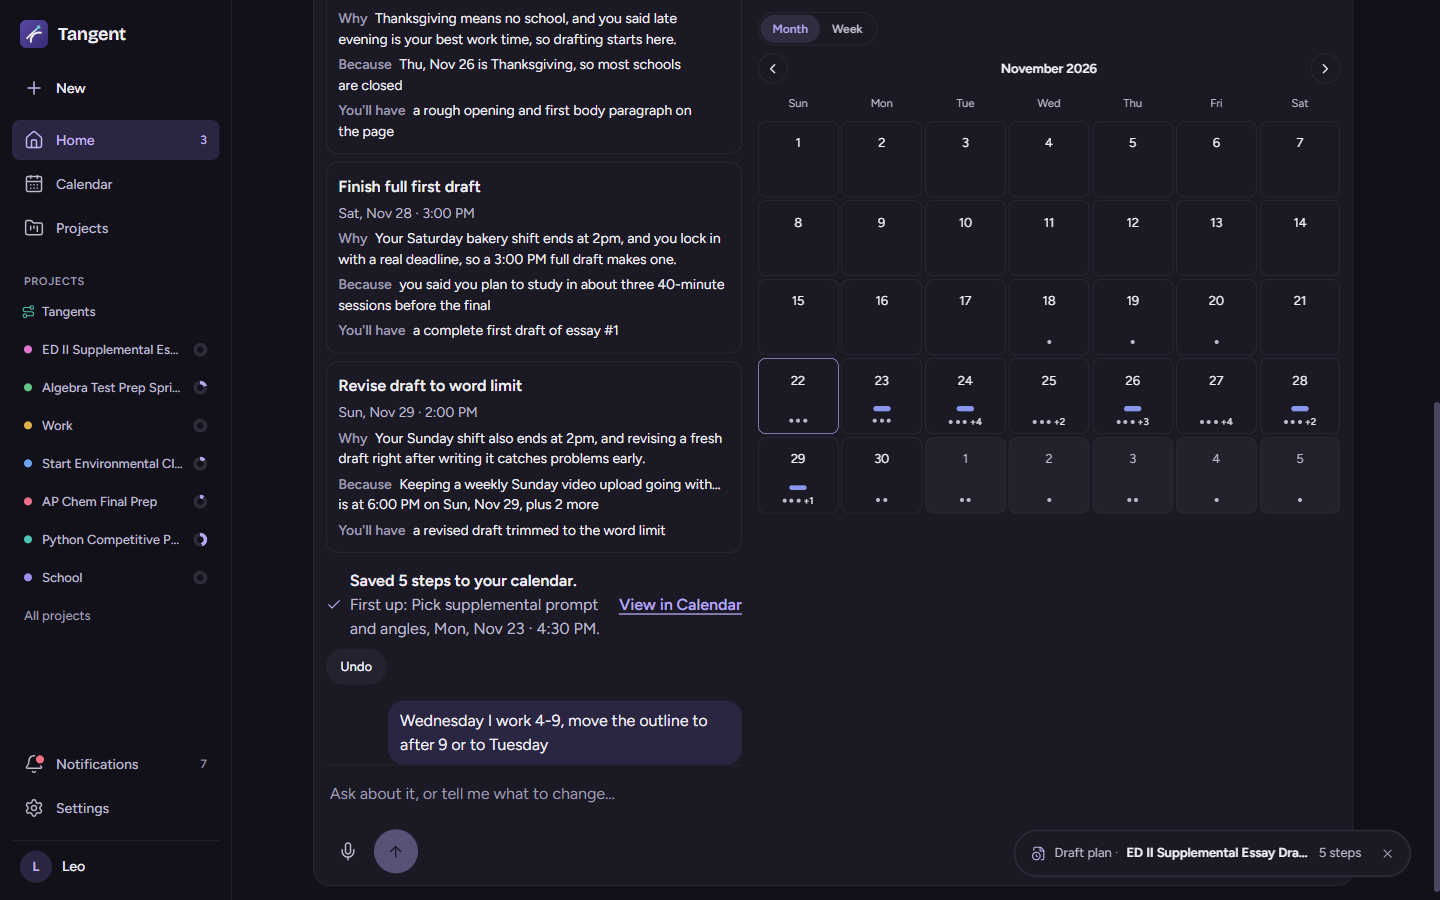 Tangent
New
Home 3
Calendar
Projects
PROJECTS
Tangents
ED II Supplemental Es...
Algebra Test Prep Spri...
Work
Start Environmental Cl...
AP Chem Final Prep
Python Competitive P...
School
All projects
Notifications 7
Settings
L Leo
Why Thanksgiving means no school, and you said late
evening is your best work time, so drafting starts here.
Because Thu, Nov 26 is Thanksgiving, so most schools
are closed
You'll have a rough opening and first body paragraph on
the page
Finish full first draft
Sat, Nov 28 · 3:00 PM
Why Your Saturday bakery shift ends at 2pm, and you lock in
with a real deadline, so a 3:00 PM full draft makes one.
Because you said you plan to study in about three 40-minute
sessions before the final
You'll have a complete first draft of essay #1
Revise draft to word limit
Sun, Nov 29 · 2:00 PM
Why Your Sunday shift also ends at 2pm, and revising a fresh
draft right after writing it catches problems early.
Because Keeping a weekly Sunday video upload going with...
is at 6:00 PM on Sun, Nov 29, plus 2 more
You'll have a revised draft trimmed to the word limit
Saved 5 steps to your calendar.
First up: Pick supplemental prompt
and angles, Mon, Nov 23 · 4:30 PM.
View in Calendar
Undo
Wednesday I work 4-9, move the outline to
after 9 or to Tuesday
Ask about it, or tell me what to change...
Month Week
November 2026
Sun Mon Tue Wed Thu Fri Sat
1 2 3 4 5 6 7
8 9 10 11 12 13 14
15 16 17 18 19 20 21
22 23 24 25 26 27 28
+4 +2 +3 +4 +2
29 30 1 2 3 4 5
+1
Draft plan · ED II Supplemental Essay Dra... 5 steps